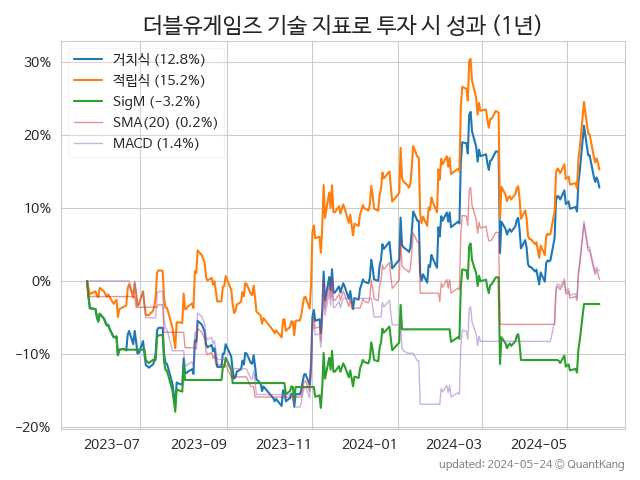 더블유게임즈 기술 지표로 투자 시 성과 (1년)
거치식 (12.8%)
적립식 (15.2%)
SigM (−3.2%)
SMA(20) (0.2%)
MACD (1.4%)
30%
20%
10%
0%
−10%
−20%
2023-07 2023-09 2023-11 2024-01 2024-03 2024-05
updated: 2024-05-24 © QuantKang